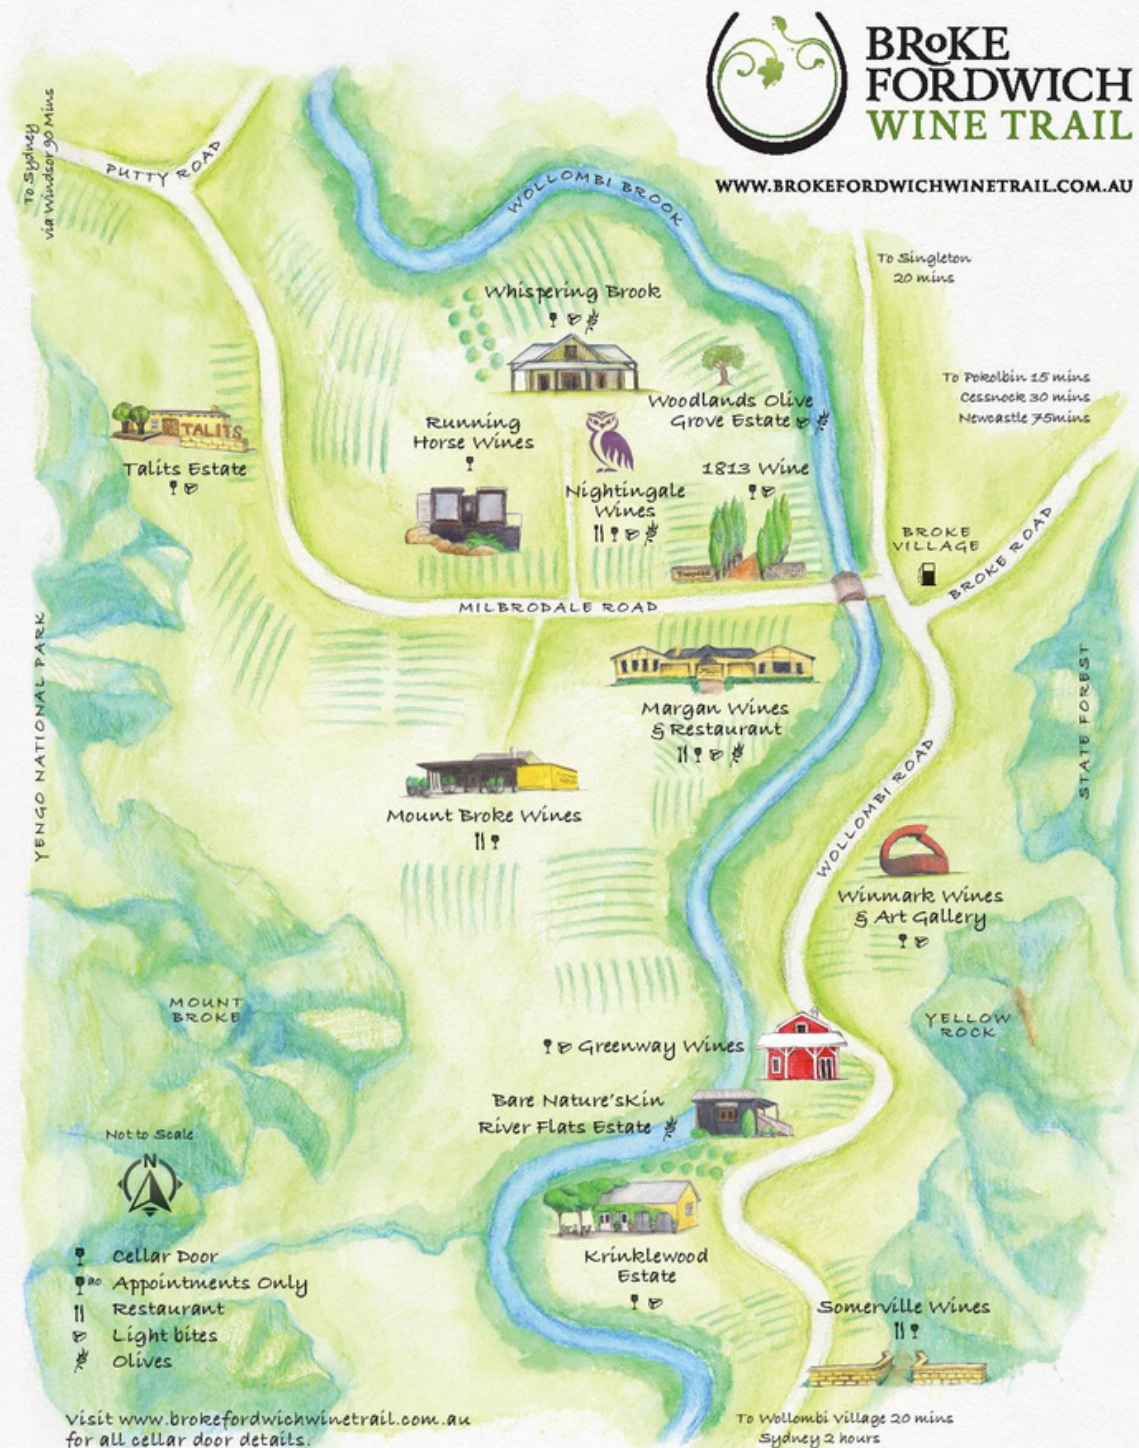 BRoKE
FORDWICH
WINE TRAIL
WWW.BROKEFORDWICHWINETRAIL.COM.AU
To Sydney
via Windsor 90 Mins
PUTTY ROAD
WOLLOMBI BROOK
To Singleton
20 mins
Whispering Brook
To Pokolbin 15 mins
Cessnock 30 mins
Newcastle 75mins
Woodlands Olive
Grove Estate
Running
Horse Wines
TALITS
Talits Estate
1813 Wine
Nightingale
Wines
BROKE
VILLAGE
BROKE ROAD
MILBRODALE ROAD
YENGO NATIONAL PARK
STATE FOREST
Margan Wines
& Restaurant
WOLLOMBI ROAD
Mount Broke Wines
Winmark Wines
& Art Gallery
MOUNT
BROKE
YELLOW
ROCK
Greenway Wines
Bare Nature'sKin
River Flats Estate
Not to Scale
N
Krinklewood
Estate
Cellar Door
ao Appointments Only
Restaurant
Light bites
Olives
Somerville Wines
Visit www.brokefordwichwinetrail.com.au
for all cellar door details.
To Wollombi Village 20 mins
Sydney 2 hours